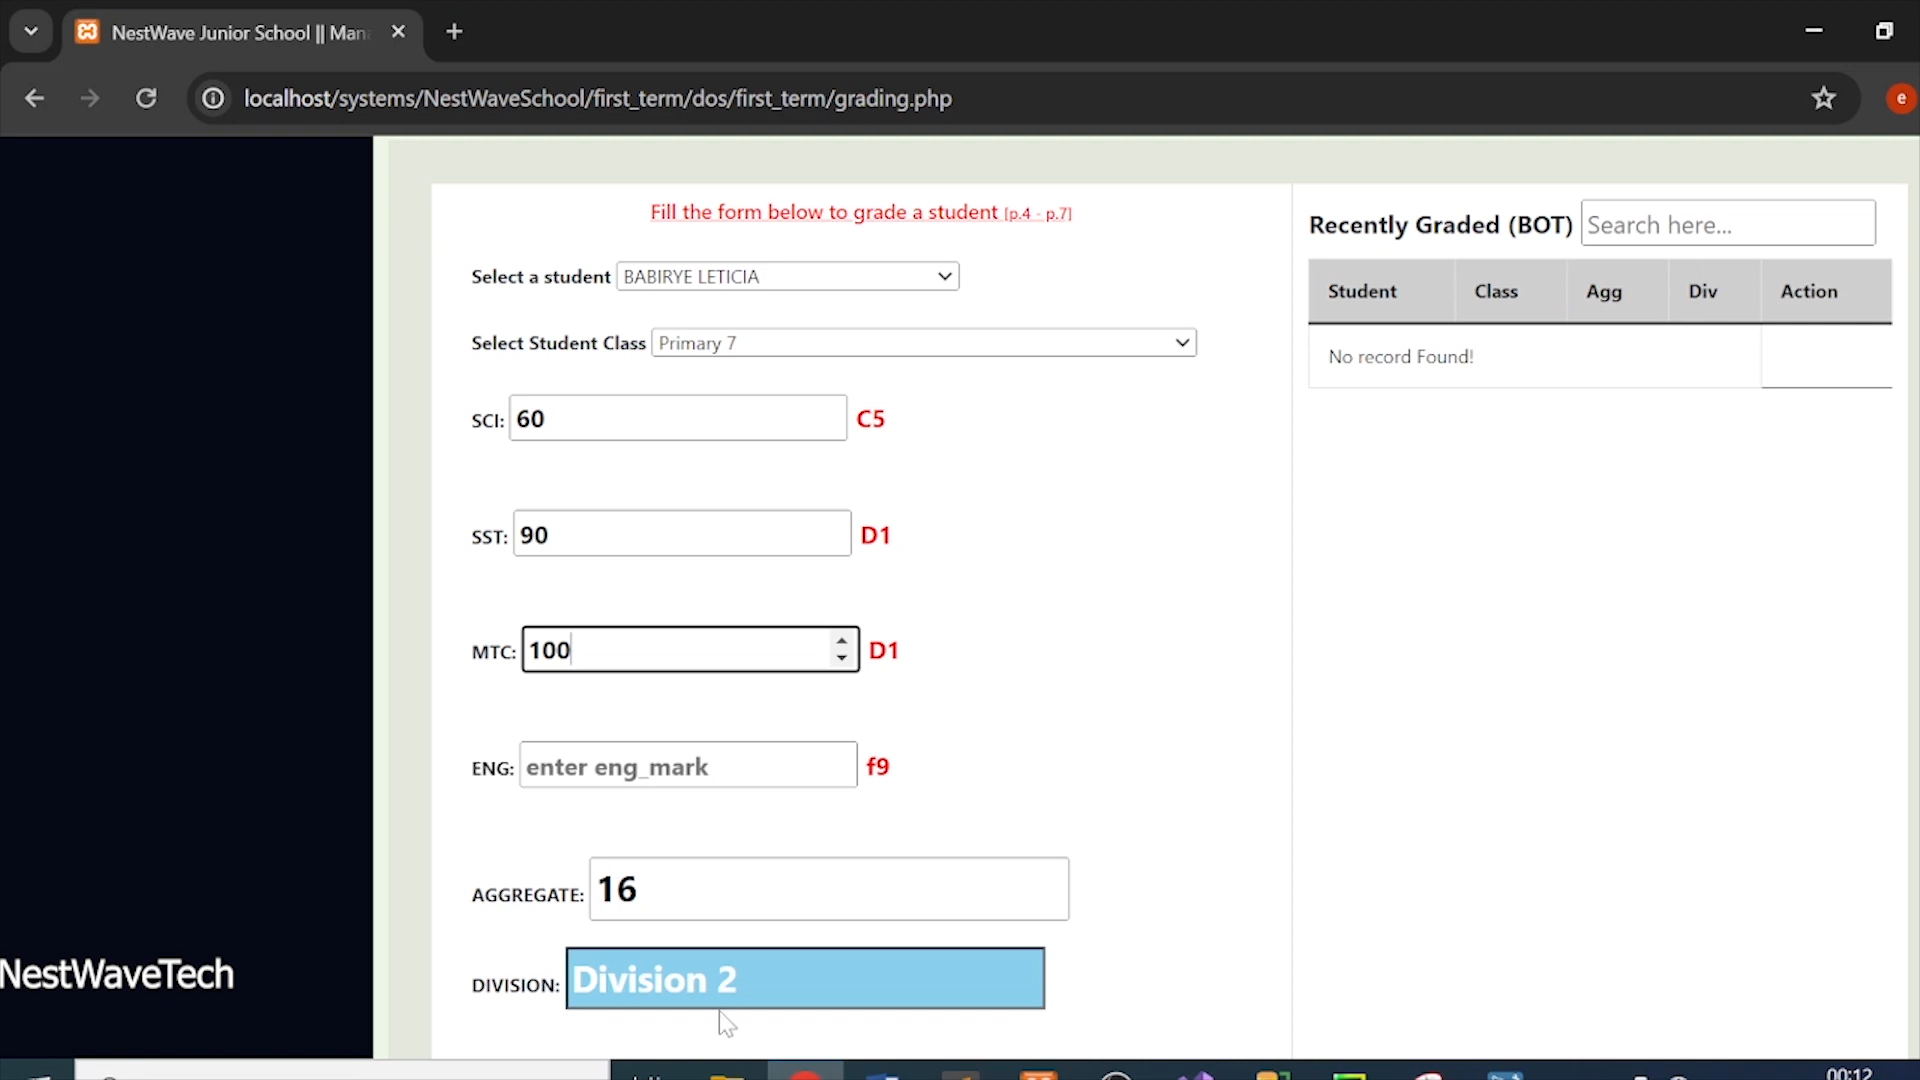 NestWave Junior School || Man
localhost/systems/NestWaveSchool/first_term/dos/first_term/grading.php
e
Fill the form below to grade a student [p.4 - p.7]
Select a student BABIRYE LETICIA
Select Student Class Primary 7
SCI: 60 C5
SST: 90 D1
MTC: 100 D1
ENG: enter eng_mark f9
AGGREGATE: 16
DIVISION: Division 2
Recently Graded (BOT) Search here...
Student Class Agg Div Action
No record Found!
NestWaveTech
00:12